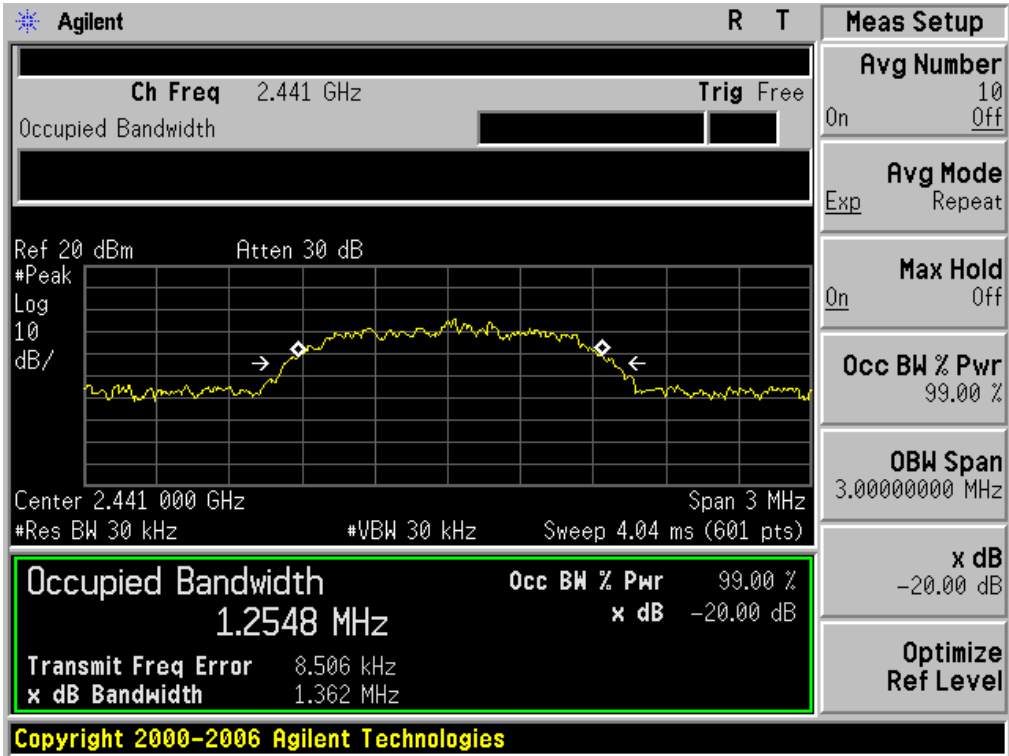 Agilent R T
Ch Freq 2.441 GHz Trig Free
Occupied Bandwidth
Ref 20 dBm Atten 30 dB
#Peak
Log
10
dB/
Center 2.441 000 GHz Span 3 MHz
#Res BW 30 kHz #VBW 30 kHz Sweep 4.04 ms (601 pts)
Occupied Bandwidth
1.2548 MHz
Occ BW % Pwr 99.00 %
x dB -20.00 dB
Transmit Freq Error 8.506 kHz
x dB Bandwidth 1.362 MHz
Copyright 2000-2006 Agilent Technologies
Meas Setup
Avg Number
10
On Off
Avg Mode
Exp Repeat
Max Hold
On Off
Occ BW % Pwr
99.00 %
OBW Span
3.00000000 MHz
x dB
-20.00 dB
Optimize
Ref Level